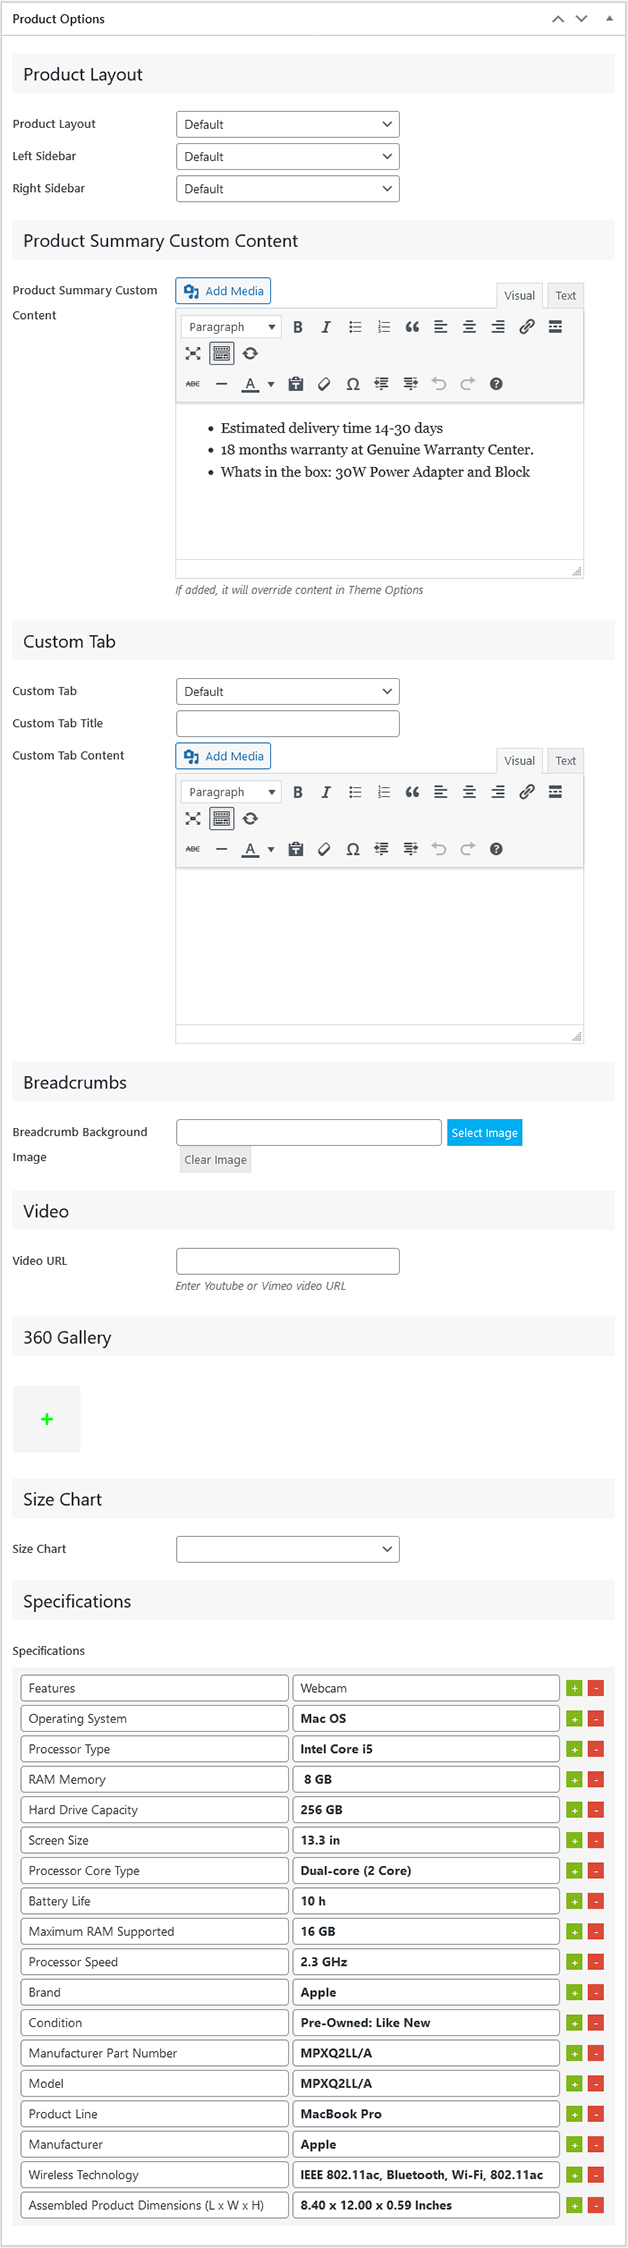 Product Options
Product Layout
Product Layout
Default
Left Sidebar
Default
Right Sidebar
Default
Product Summary Custom Content
Product Summary Custom
Content
Add Media
Visual
Text
Paragraph
B
I
ABC
A
Ω
Estimated delivery time 14-30 days
18 months warranty at Genuine Warranty Center.
Whats in the box: 30W Power Adapter and Block
If added, it will override content in Theme Options
Custom Tab
Custom Tab
Default
Custom Tab Title
Custom Tab Content
Add Media
Visual
Text
Paragraph
B
I
ABC
A
Ω
Breadcrumbs
Breadcrumb Background
Image
Select Image
Clear Image
Video
Video URL
Enter Youtube or Vimeo video URL
360 Gallery
+
Size Chart
Size Chart
Specifications
Specifications
Features Webcam + -
Operating System Mac OS + -
Processor Type Intel Core i5 + -
RAM Memory 8 GB + -
Hard Drive Capacity 256 GB + -
Screen Size 13.3 in + -
Processor Core Type Dual-core (2 Core) + -
Battery Life 10 h + -
Maximum RAM Supported 16 GB + -
Processor Speed 2.3 GHz + -
Brand Apple + -
Condition Pre-Owned: Like New + -
Manufacturer Part Number MPXQ2LL/A + -
Model MPXQ2LL/A + -
Product Line MacBook Pro + -
Manufacturer Apple + -
Wireless Technology IEEE 802.11ac, Bluetooth, Wi-Fi, 802.11ac + -
Assembled Product Dimensions (L x W x H) 8.40 x 12.00 x 0.59 Inches + -